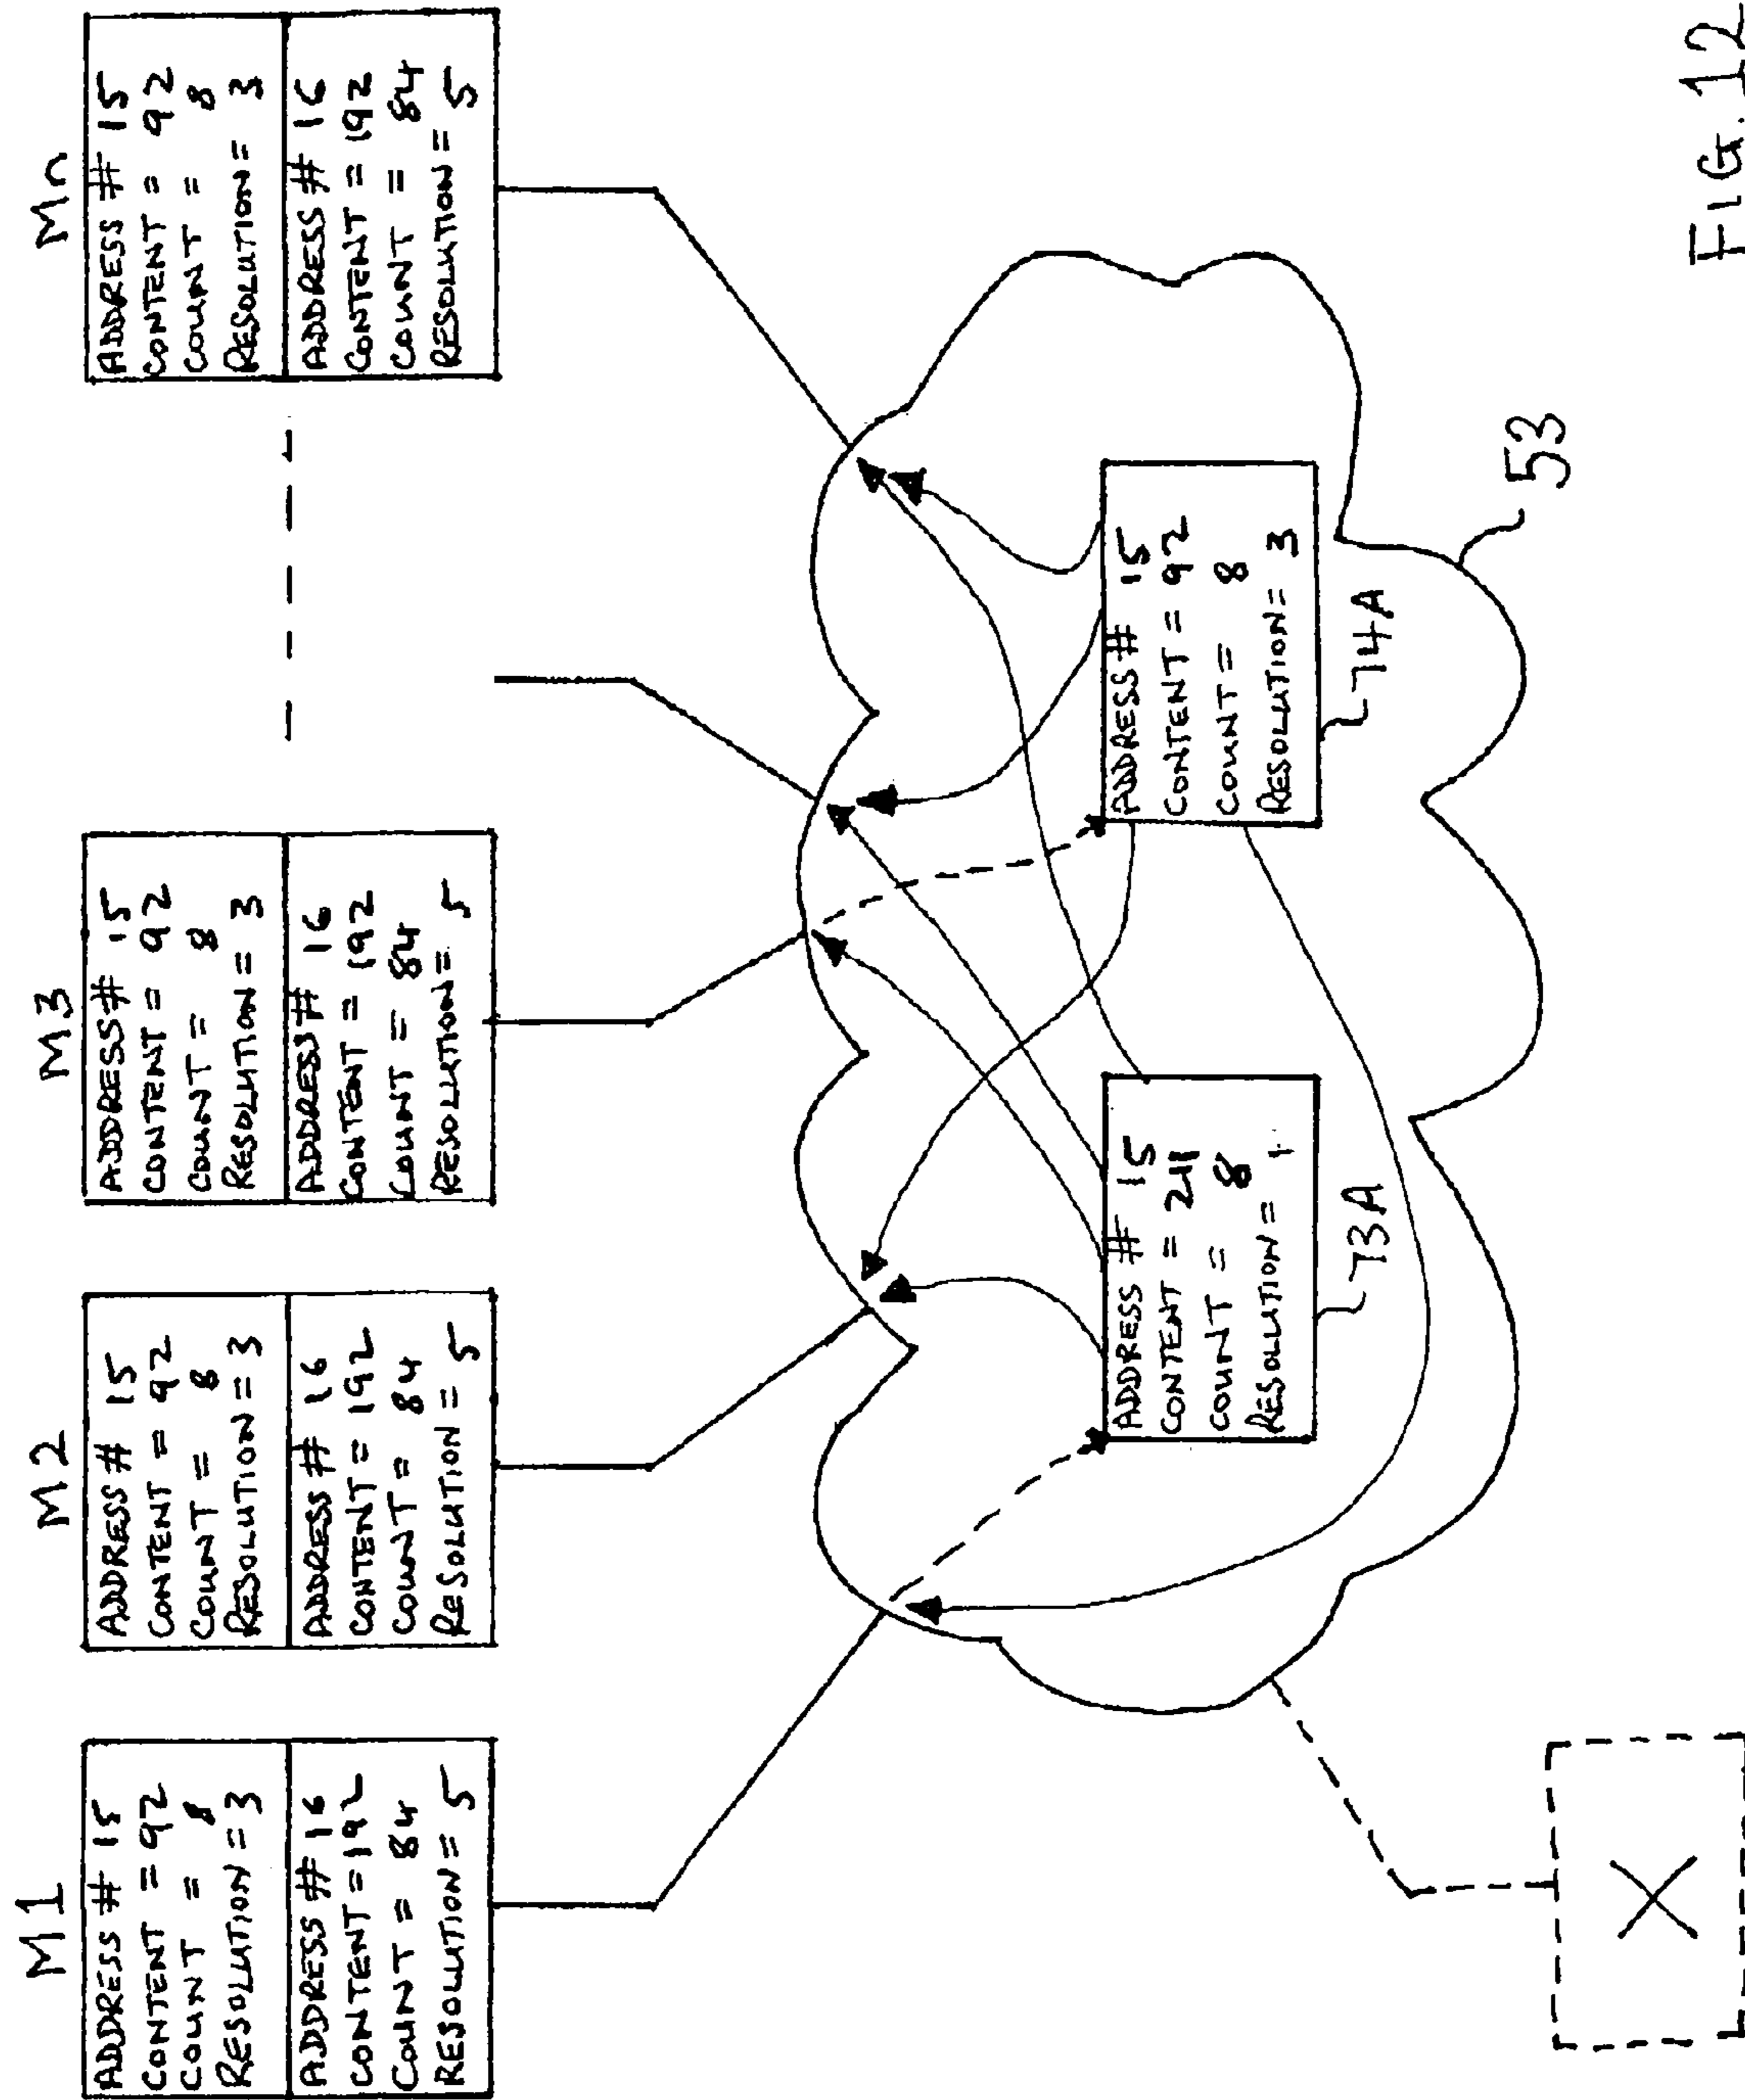 M1
ADDRESS # 15
CONTENT = 92
COUNT = 8
RESOLUTION = 3
ADDRESS # 16
CONTENT = 192
COUNT = 84
RESOLUTION = 5
M2
ADDRESS # 15
CONTENT = 92
COUNT = 8
RESOLUTION = 3
ADDRESS # 16
CONTENT = 192
COUNT = 84
RESOLUTION = 5
M3
ADDRESS # 15
CONTENT = 92
COUNT = 8
RESOLUTION = 3
ADDRESS # 16
CONTENT = 192
COUNT = 84
RESOLUTION = 5
Mn
ADDRESS # 15
CONTENT = 92
COUNT = 8
RESOLUTION = 3
ADDRESS # 16
CONTENT = 192
COUNT = 84
RESOLUTION = 5
ADDRESS # 15
CONTENT = 211
COUNT = 8
RESOLUTION = 1
73A
ADDRESS # 15
CONTENT = 92
COUNT = 8
RESOLUTION = 3
74A
53
X
FIG. 12